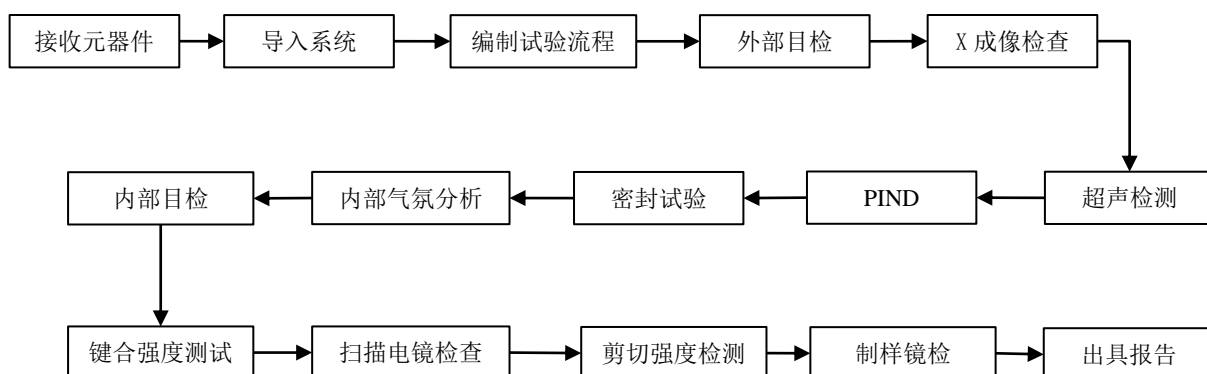 接收元器件
导入系统
编制试验流程
外部目检
X 成像检查
超声检测
PIND
密封试验
内部气氛分析
内部目检
键合强度测试
扫描电镜检查
剪切强度检测
制样镜检
出具报告